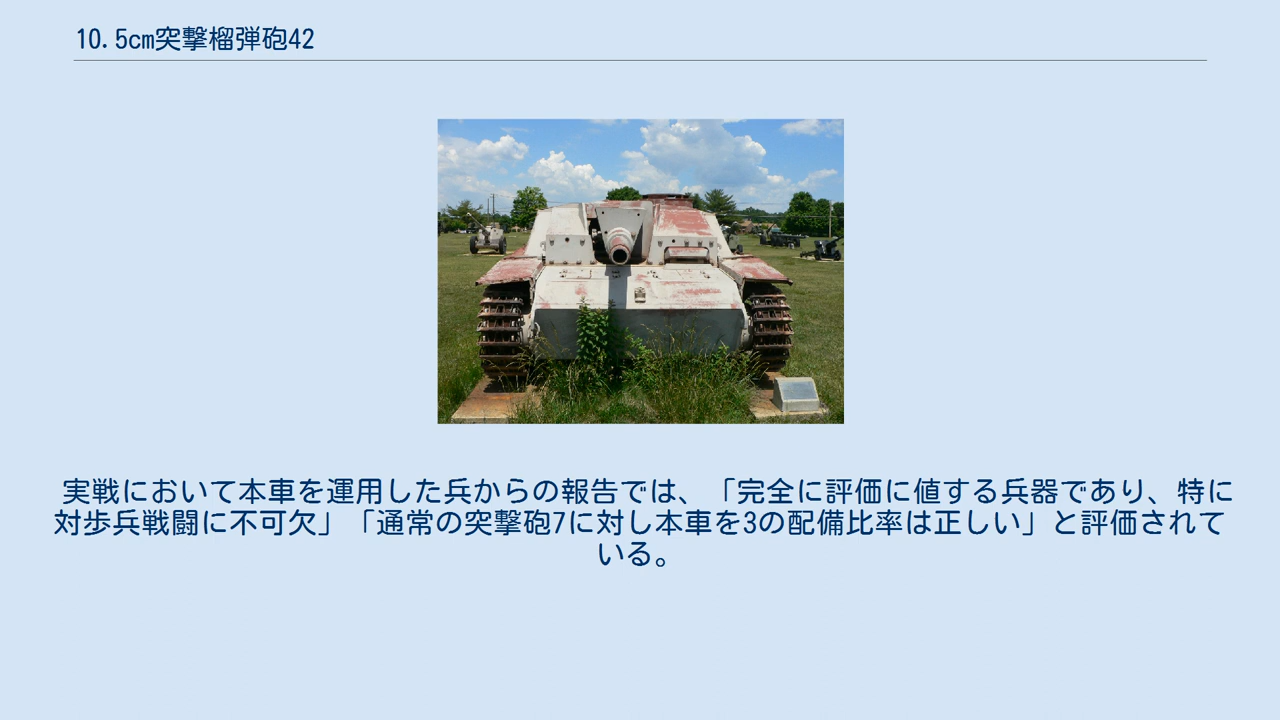 10.5cm突撃榴弾砲42
実戦において本車を運用した兵からの報告では、「完全に評価に値する兵器であり、特に
対歩兵戦闘に不可欠」「通常の突撃砲7に対し本車を3の配備比率は正しい」と評価されて
いる。